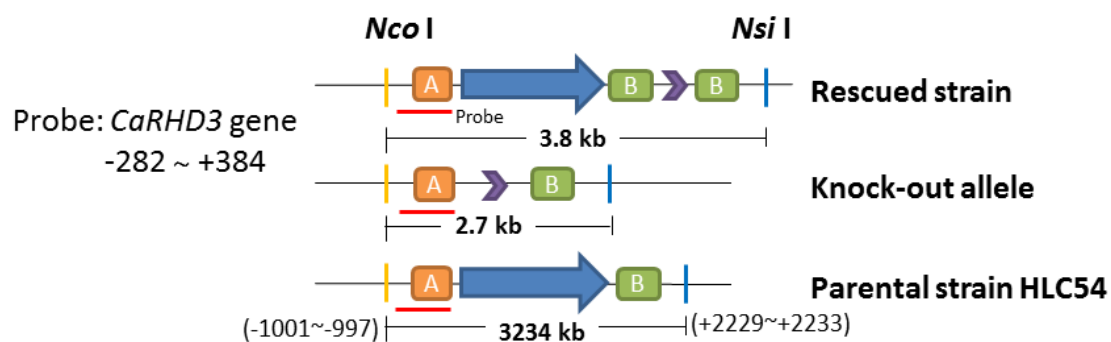 Nco I
Nsi I
A
B
B
Rescued strain
Probe: CaRHD3 gene
-282 ~ +384
Probe
3.8 kb
A
B
Knock-out allele
2.7 kb
A
B
Parental strain HLC54
(-1001~-997)
3234 kb
(+2229~+2233)